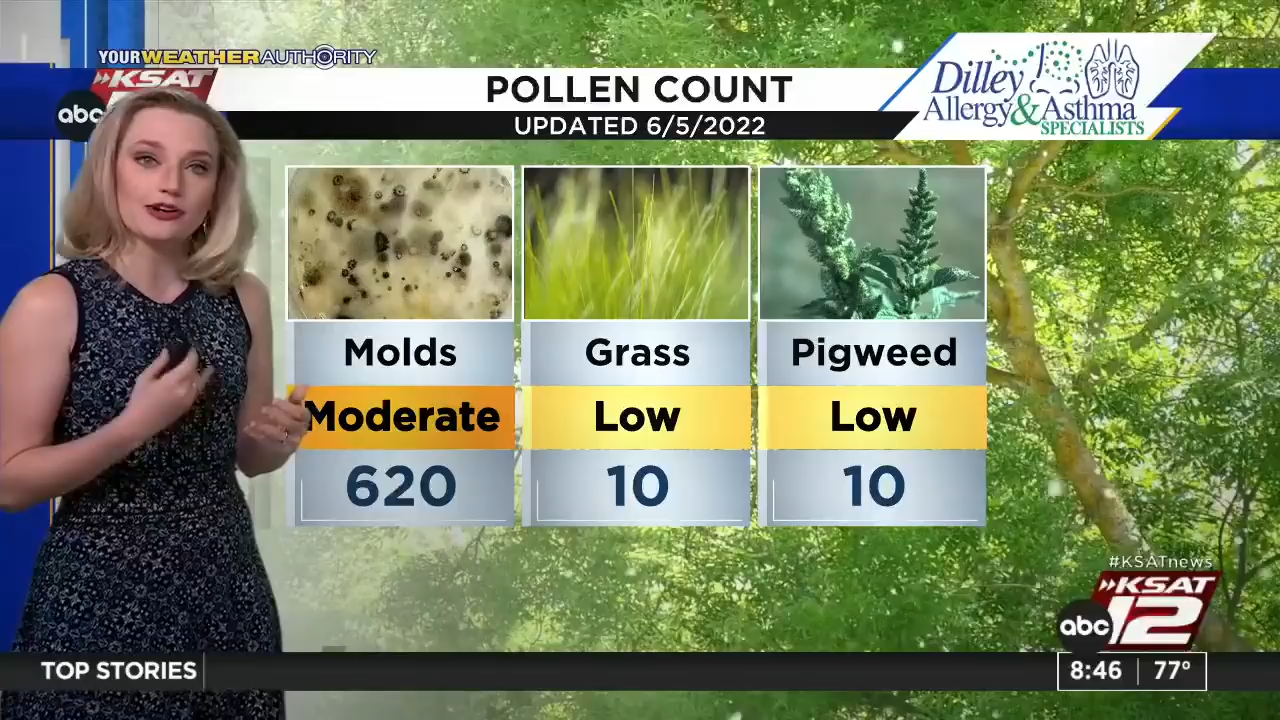 YOUR WEATHER AUTHORITY
KSAT
abc
POLLEN COUNT
UPDATED 6/5/2022
Dilley
Allergy & Asthma
SPECIALISTS
Molds Grass Pigweed
Moderate Low Low
620 10 10
#KSATnews
KSAT
abc 12
TOP STORIES 8:46 77°